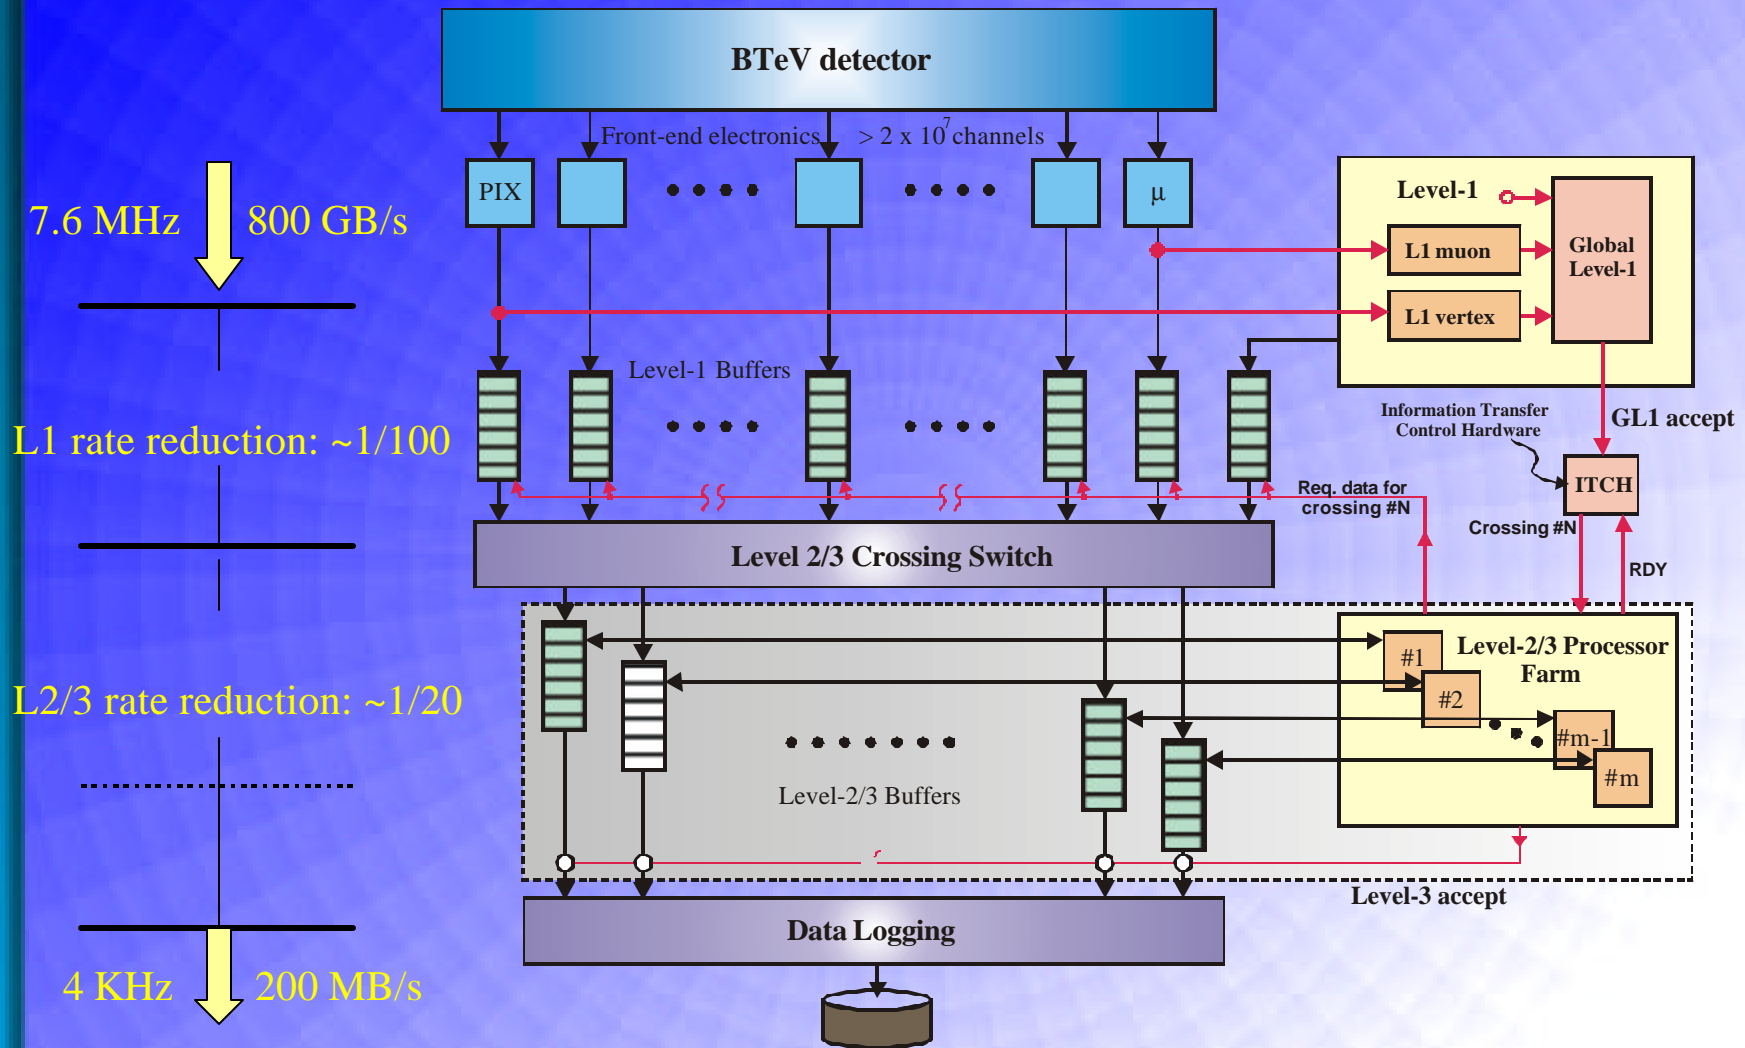 BTeV detector
Front-end electronics > 2 x 10⁷ channels
PIX
μ
7.6 MHz 800 GB/s
Level-1
L1 muon
L1 vertex
Global
Level-1
Level-1 Buffers
L1 rate reduction: ~1/100
Information Transfer
Control Hardware
GL1 accept
ITCH
Req. data for
crossing #N
Crossing #N
RDY
Level 2/3 Crossing Switch
Level-2/3 Processor
Farm
#1
#2
#m-1
#m
L2/3 rate reduction: ~1/20
Level-2/3 Buffers
Level-3 accept
Data Logging
4 KHz 200 MB/s